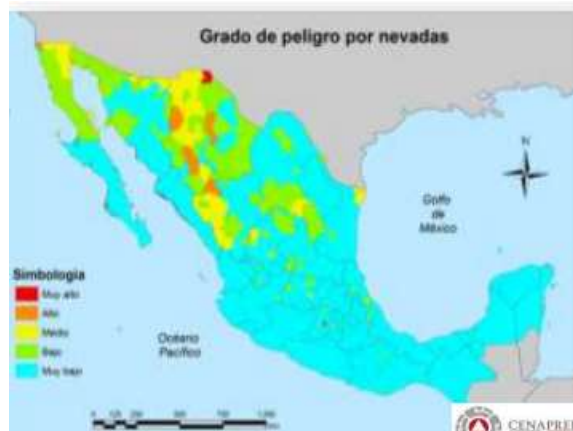 Grado de peligro por nevadas
N
Golfo
de
México
Simbología
Muy alto
Alto
Medio
Bajo
Muy bajo
Océano
Pacífico
CENAPRED